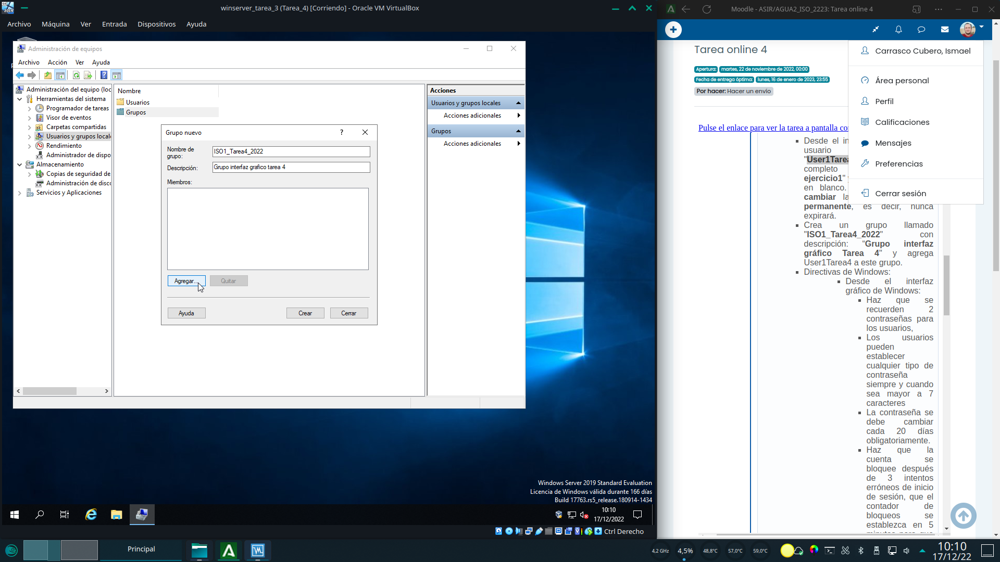 winserver_tarea_3 (Tarea_4) [Corriendo] - Oracle VM VirtualBox
Archivo Máquina Ver Entrada Dispositivos Ayuda
Administración de equipos
Archivo Acción Ver Ayuda
Administración del equipo (loc
Herramientas del sistema
Programador de tareas
Visor de eventos
Carpetas compartidas
Usuarios y grupos local
Rendimiento
Administrador de dispo
Almacenamiento
Copias de seguridad de
Administración de disc
Servicios y Aplicaciones
Nombre
Usuarios
Grupos
Acciones
Usuarios y grupos locales
Acciones adicionales
Grupos
Acciones adicionales
Grupo nuevo
?
Nombre de grupo:
ISO1_Tarea4_2022
Descripción:
Grupo interfaz grafico tarea 4
Miembros:
Agregar...
Quitar
Ayuda
Crear
Cerrar
Windows Server 2019 Standard Evaluation
Licencia de Windows válida durante 166 días
Build 17763.rs5_release.180914-1434
10:10
17/12/2022
Ctrl Derecho
Moodle - ASIR/AGUA2_ISO_2223: Tarea online 4
Tarea online 4
Apertura: martes, 22 de noviembre de 2022, 00:00
Fecha de entrega óptima: lunes, 16 de enero de 2023, 23:55
Por hacer: Hacer un envío
Carrasco Cubero, Ismael
Área personal
Perfil
Calificaciones
Mensajes
Preferencias
Cerrar sesión
Pulse el enlace para ver la tarea a pantalla co
Desde el in
usuario
"User1Tarea
completo
ejercicio1"
en blanco.
cambiar la
permanente, es decir, nunca
expirará.
Crea un grupo llamado
"ISO1_Tarea4_2022" con
descripción: “Grupo interfaz
gráfico Tarea 4" y agrega
User1Tarea4 a este grupo.
Directivas de Windows:
Desde el interfaz
gráfico de Windows:
Haz que se
recuerden 2
contraseñas para
los usuarios,
Los usuarios
pueden
establecer
cualquier tipo de
contraseña
siempre y cuando
sea mayor a 7
caracteres
La contraseña se
debe cambiar
cada 20 días
obligatoriamente.
Haz que la
cuenta se
bloquee después
de 3 intentos
erróneos de inicio
de sesión, que el
contador de
bloqueos se
establezca en 5
Principal
4,2 GHz
4,5%
48,8°C
57,0°C
59,0°C
10:10
17/12/22